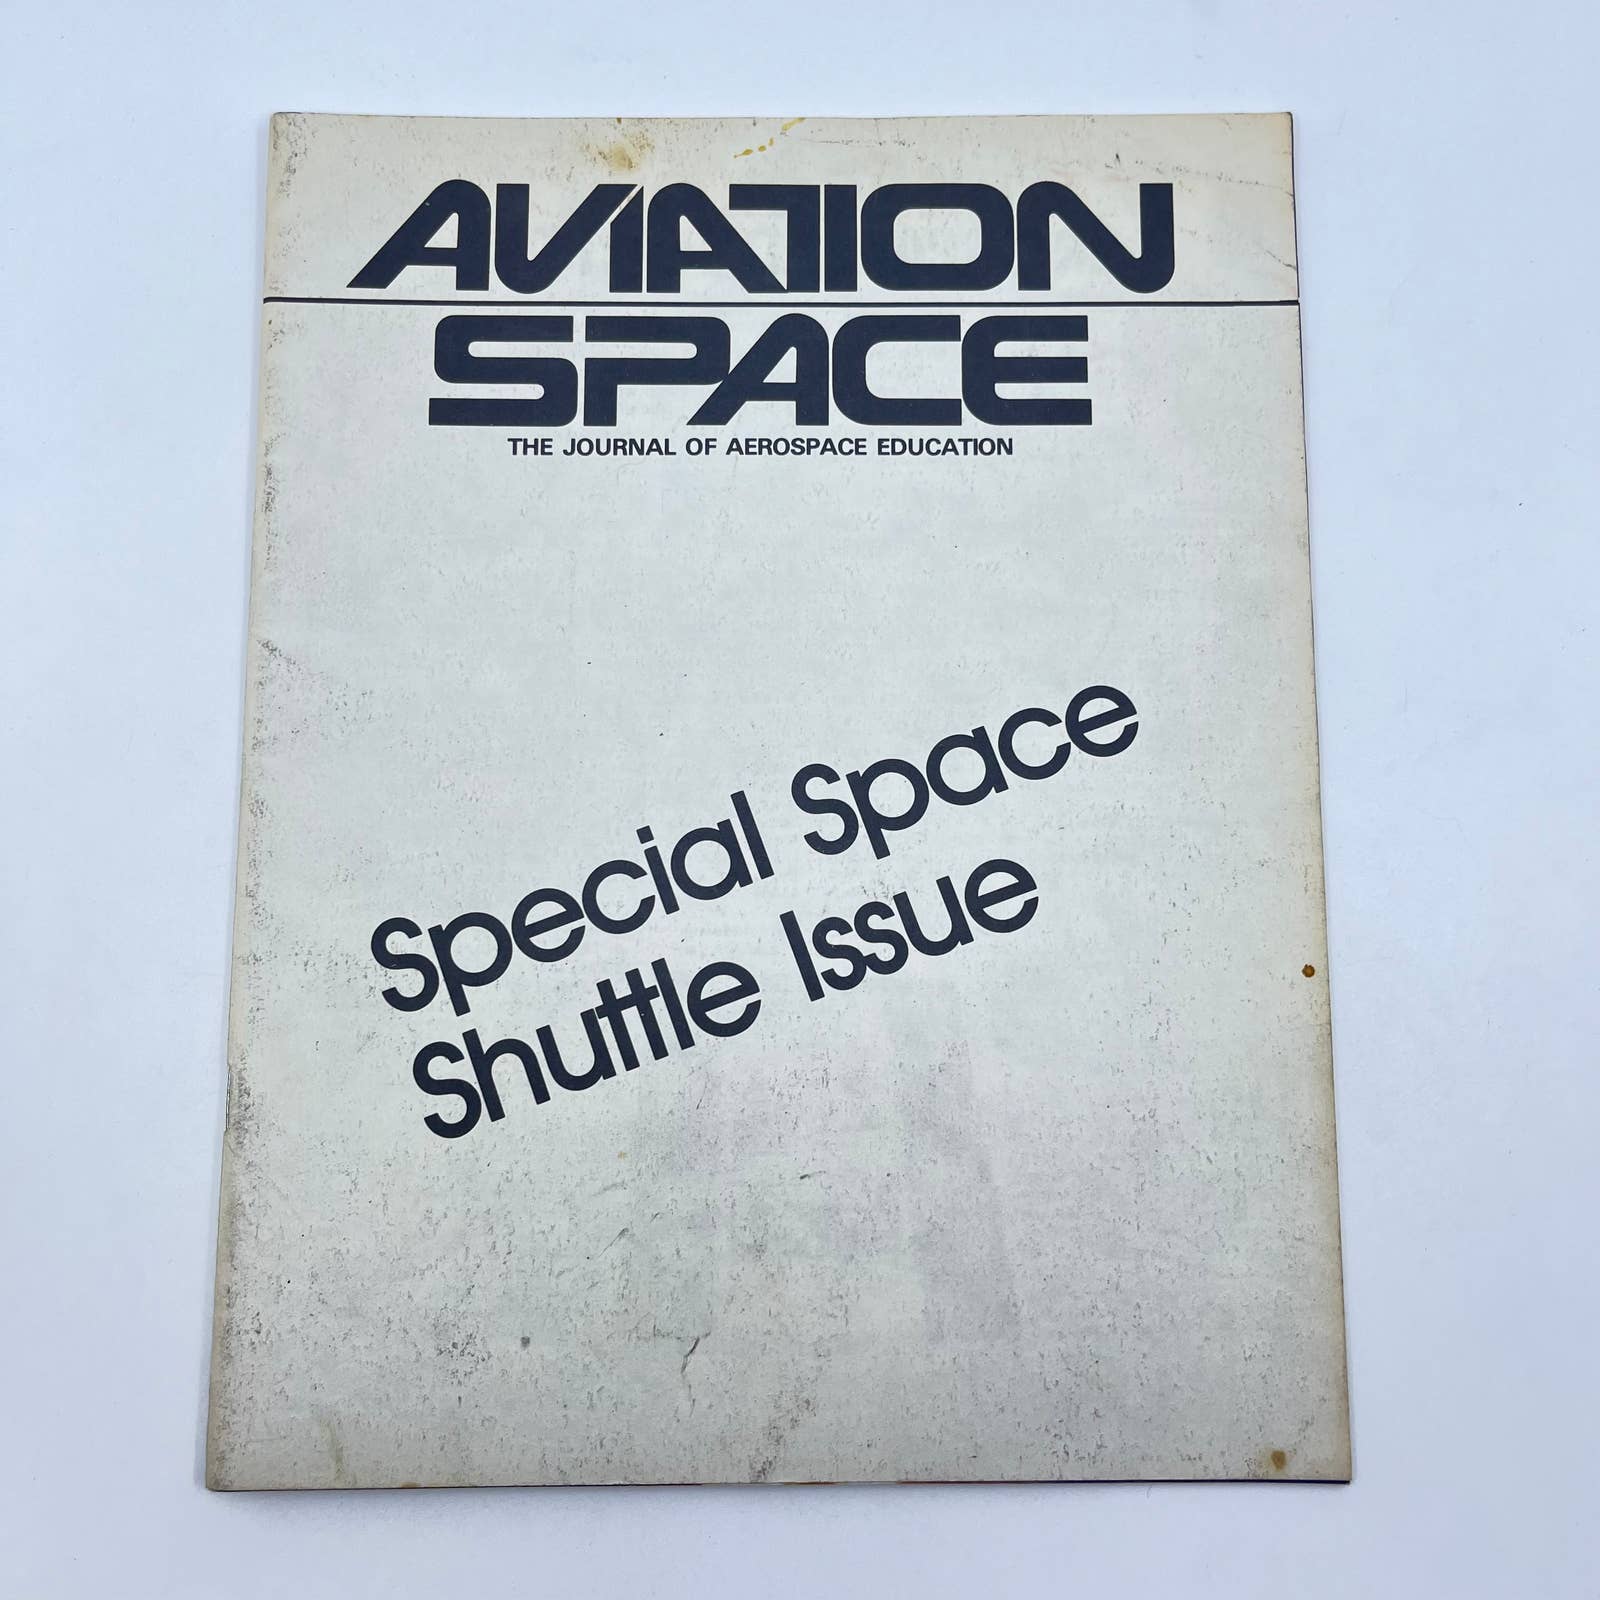 AVIATION
SPACE
THE JOURNAL OF AEROSPACE EDUCATION
Special Space
Shuttle Issue